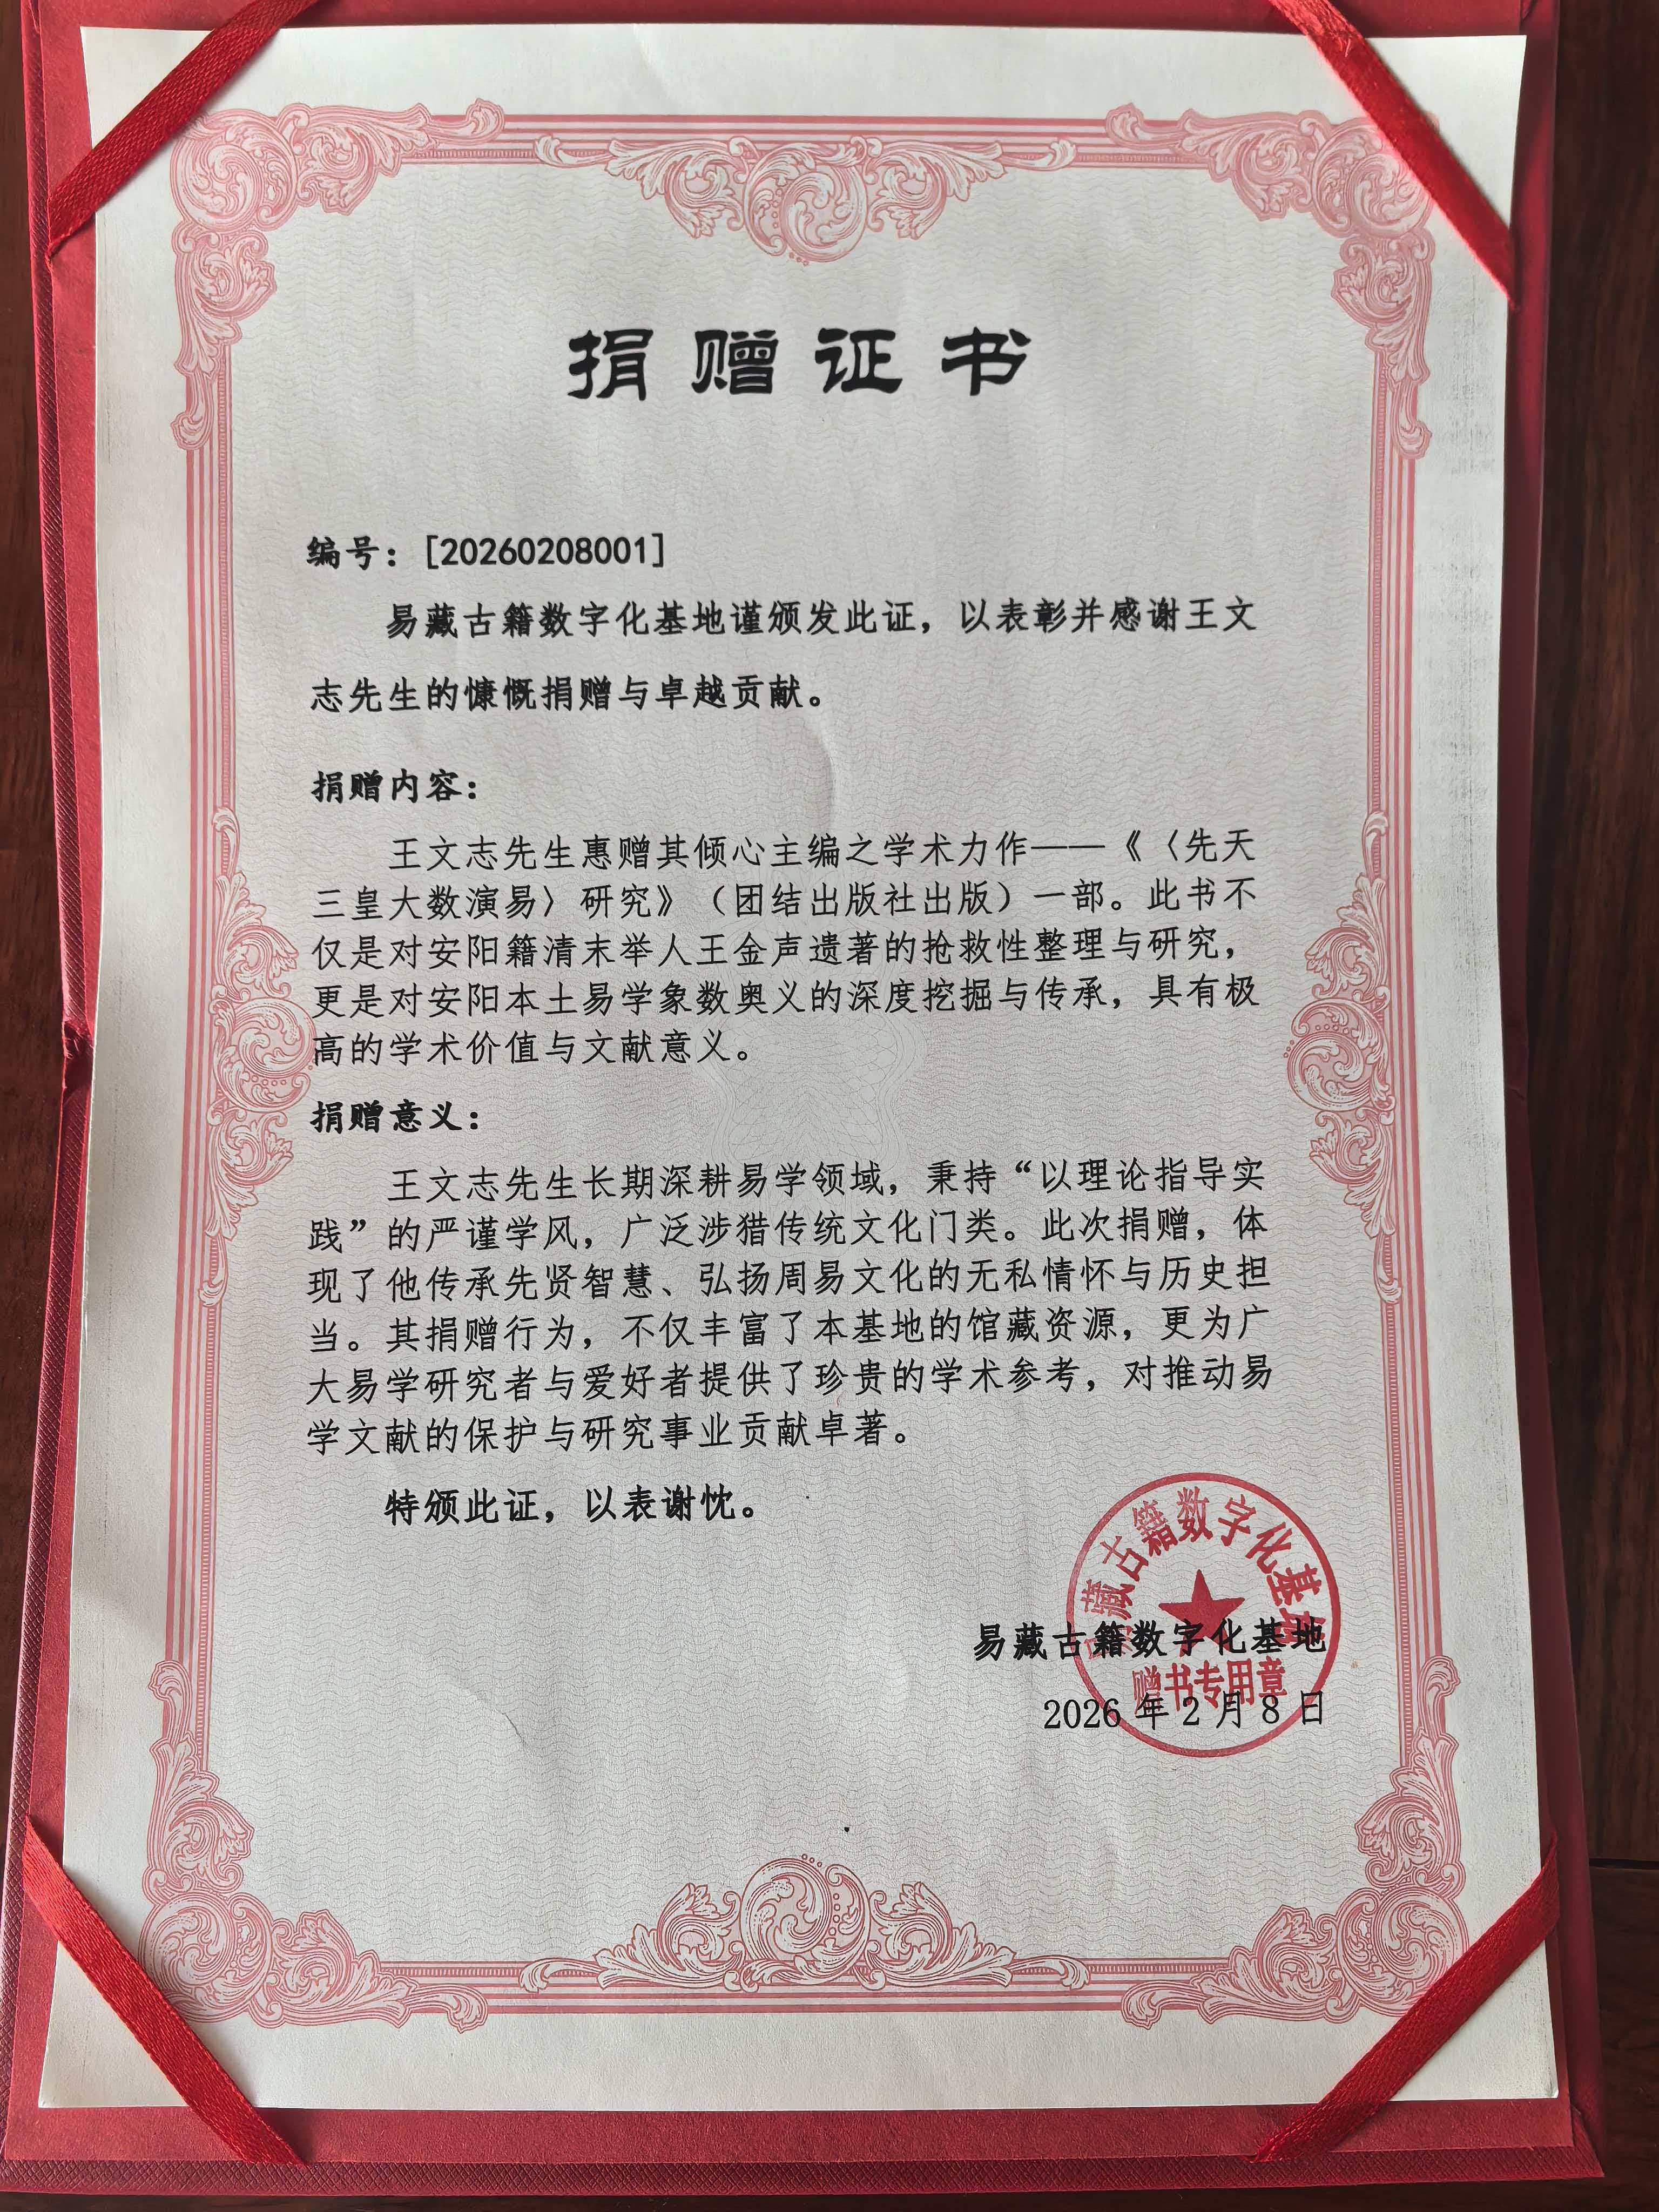 捐赠证书
编号：[20260208001]
易藏古籍数字化基地谨颁发此证，以表彰并感谢王文
志先生的慷慨捐赠与卓越贡献。
捐赠内容：
王文志先生惠赠其倾心主编之学术力作——《〈先天
三皇大数演易〉研究》（团结出版社出版）一部。此书不
仅是对安阳籍清末举人王金声遗著的抢救性整理与研究，
更是对安阳本土易学象数奥义的深度挖掘与传承，具有极
高的学术价值与文献意义。
捐赠意义：
王文志先生长期深耕易学领域，秉持“以理论指导实
践”的严谨学风，广泛涉猎传统文化门类。此次捐赠，体
现了他传承先贤智慧、弘扬周易文化的无私情怀与历史担
当。其捐赠行为，不仅丰富了本基地的馆藏资源，更为广
大易学研究者与爱好者提供了珍贵的学术参考，对推动易
学文献的保护与研究事业贡献卓著。
特颁此证，以表谢忱。
易藏古籍数字化基地
易藏古籍数字化基地
赠书专用章
2026 年 2 月 8 日